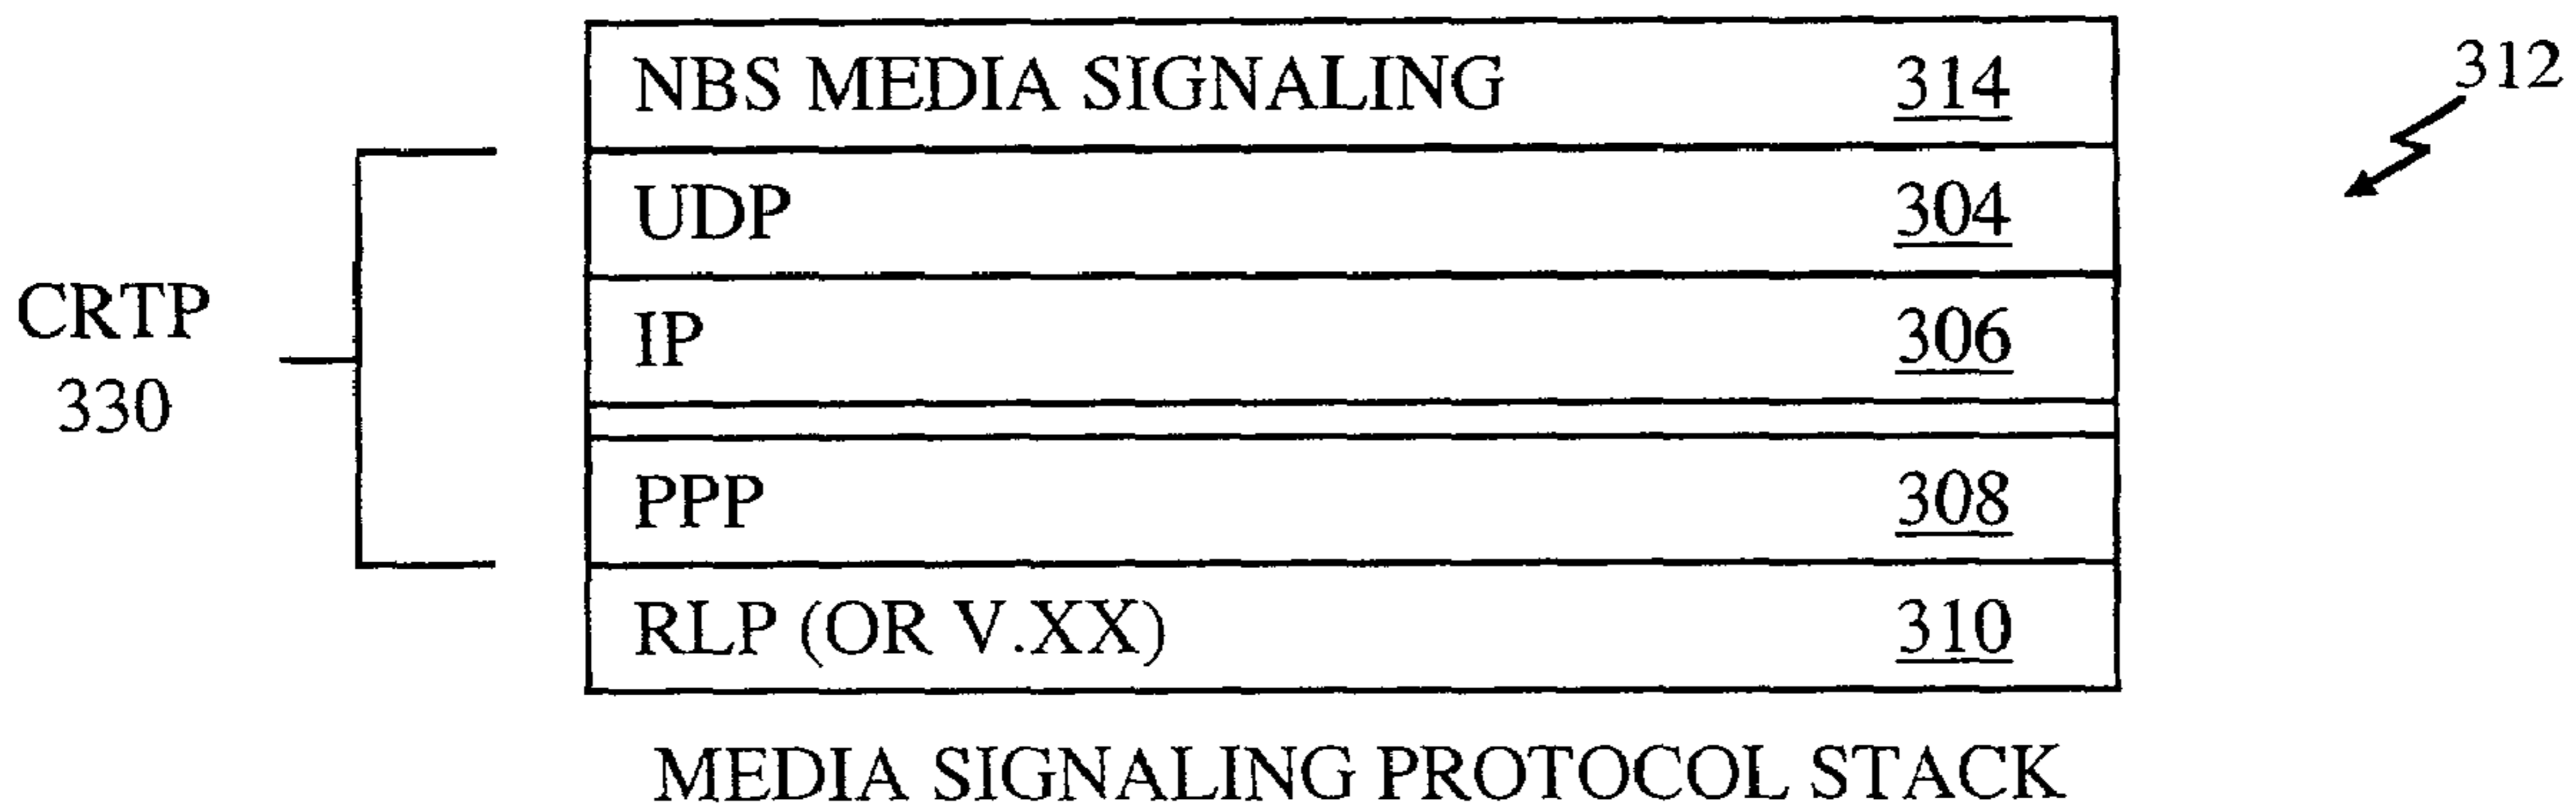 NBS MEDIA SIGNALING 314
312
UDP 304
CRTP
330
IP 306
PPP 308
RLP (OR V.XX) 310
MEDIA SIGNALING PROTOCOL STACK